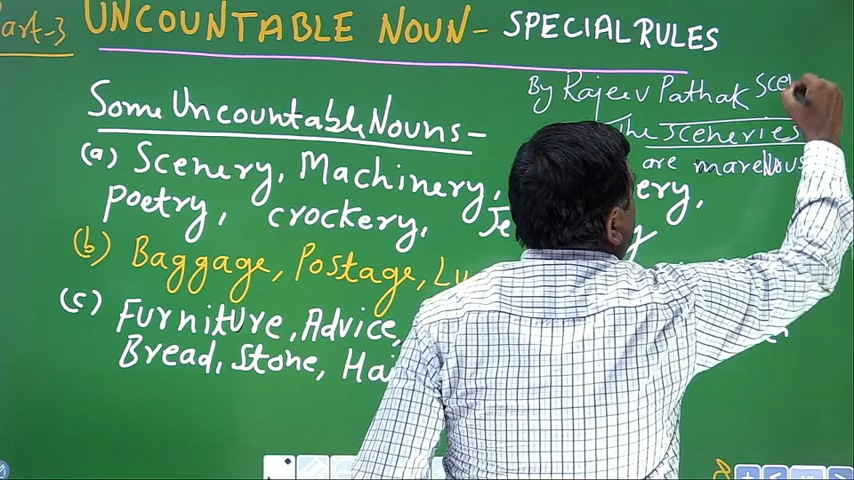 Part-3 UNCOUNTABLE NOUN - SPECIAL RULES
By Rajeev Pathak
Some Uncountable Nouns -
The sceneries
are marvellous
(a) Scenery, Machinery,
Poetry, crockery,
(b) Baggage, Postage,
(c) Furniture, Advice,
Bread, Stone,